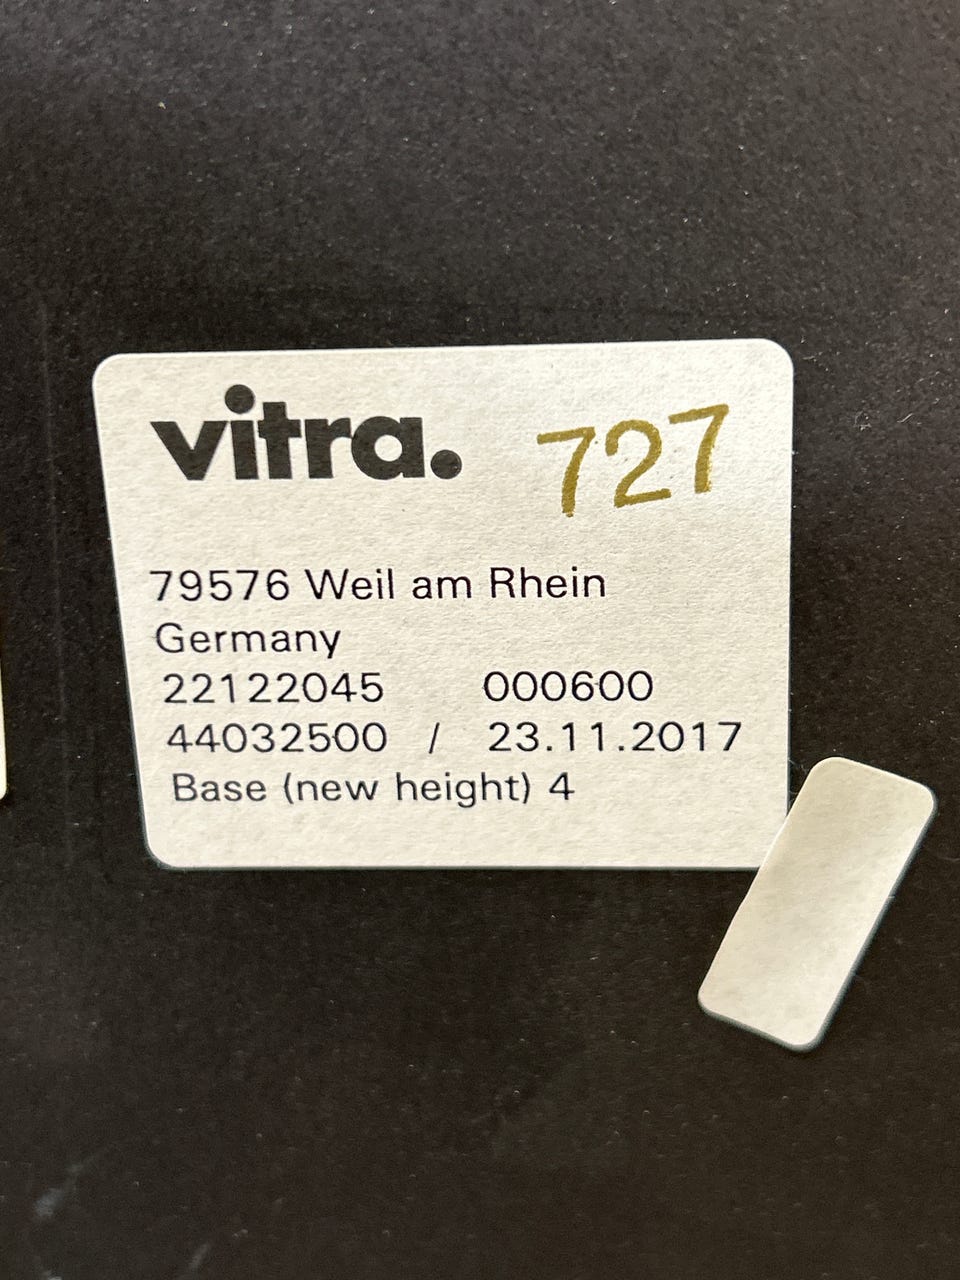 vitra. 727
79576 Weil am Rhein
Germany
22122045 000600
44032500 / 23.11.2017
Base (new height) 4